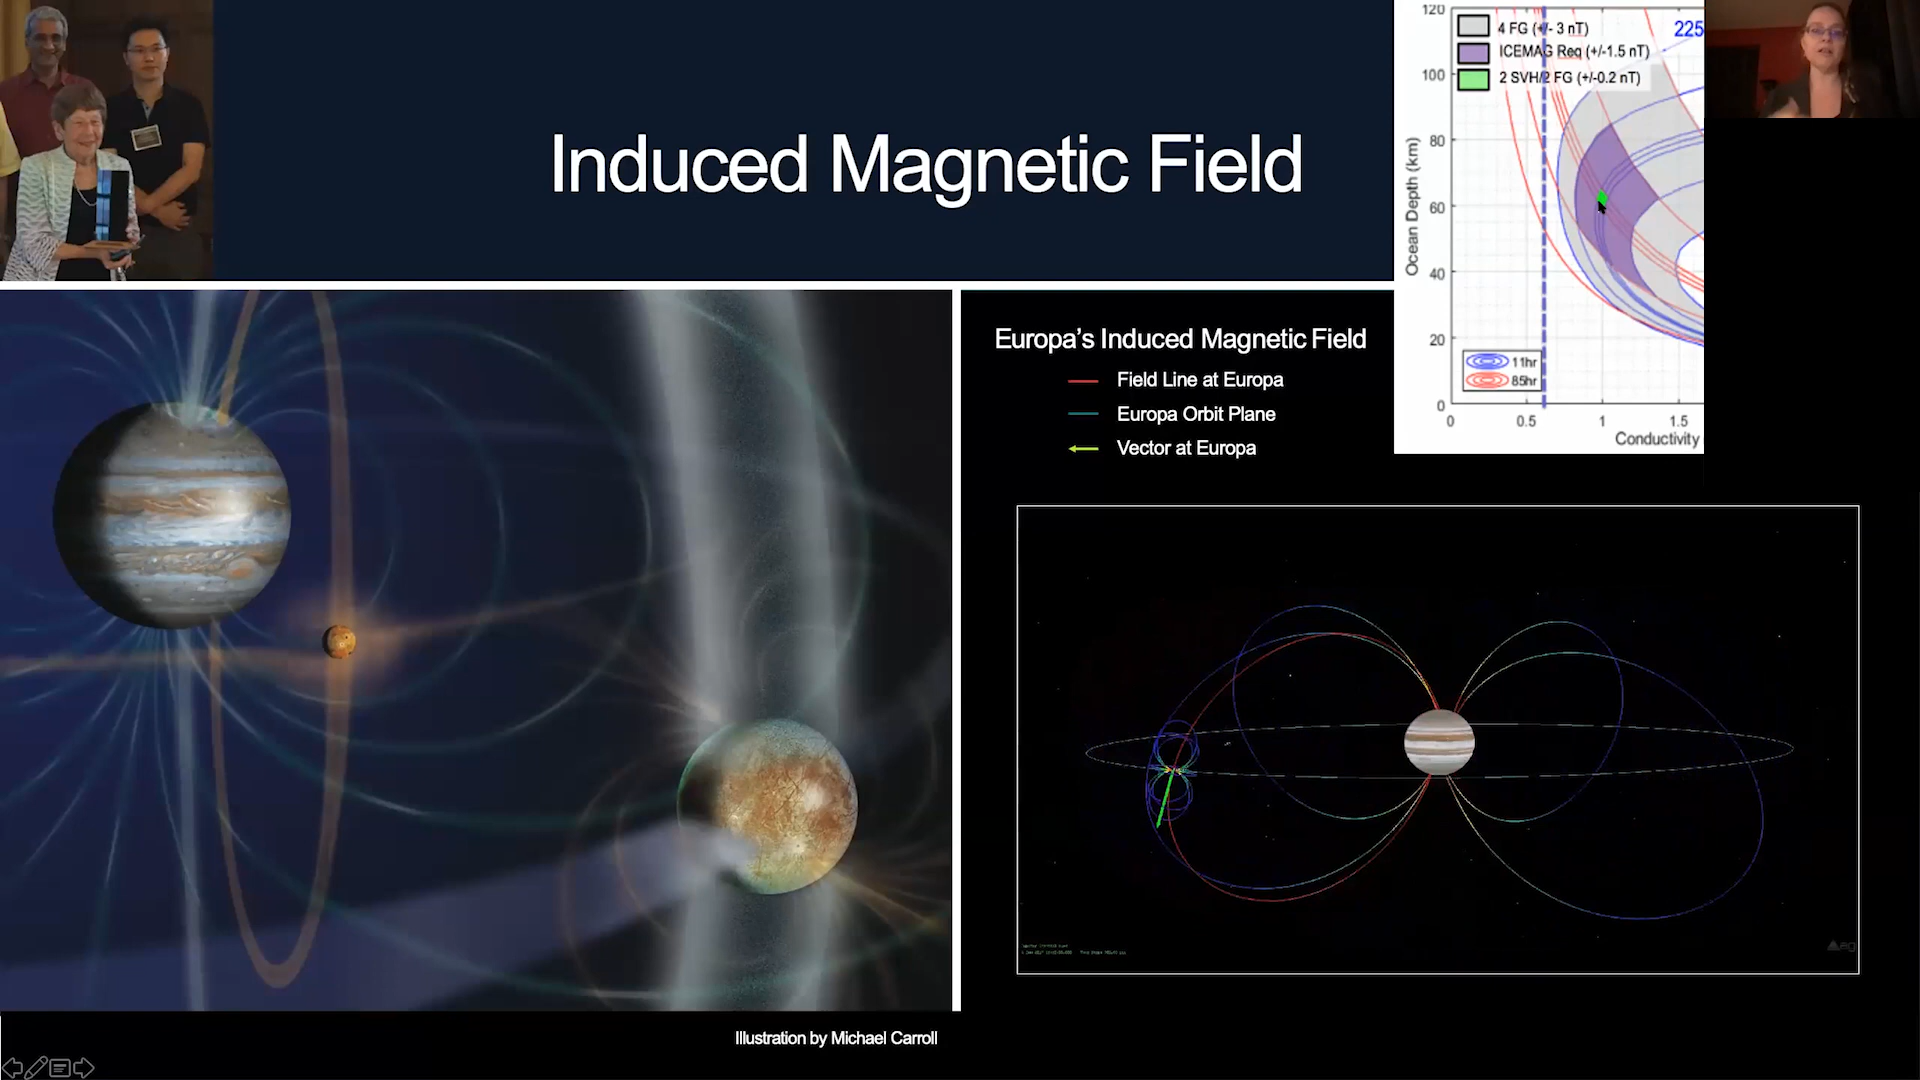 Induced Magnetic Field
120
100
80
60
40
20
0
Ocean Depth (km)
4 FG (+/- 3 nT)
ICEMAG Req (+/-1.5 nT)
2 SVH/2 FG (+/-0.2 nT)
225
11hr
85hr
0 0.5 1 1.5
Conductivity
Europa's Induced Magnetic Field
Field Line at Europa
Europa Orbit Plane
Vector at Europa
Illustration by Michael Carroll